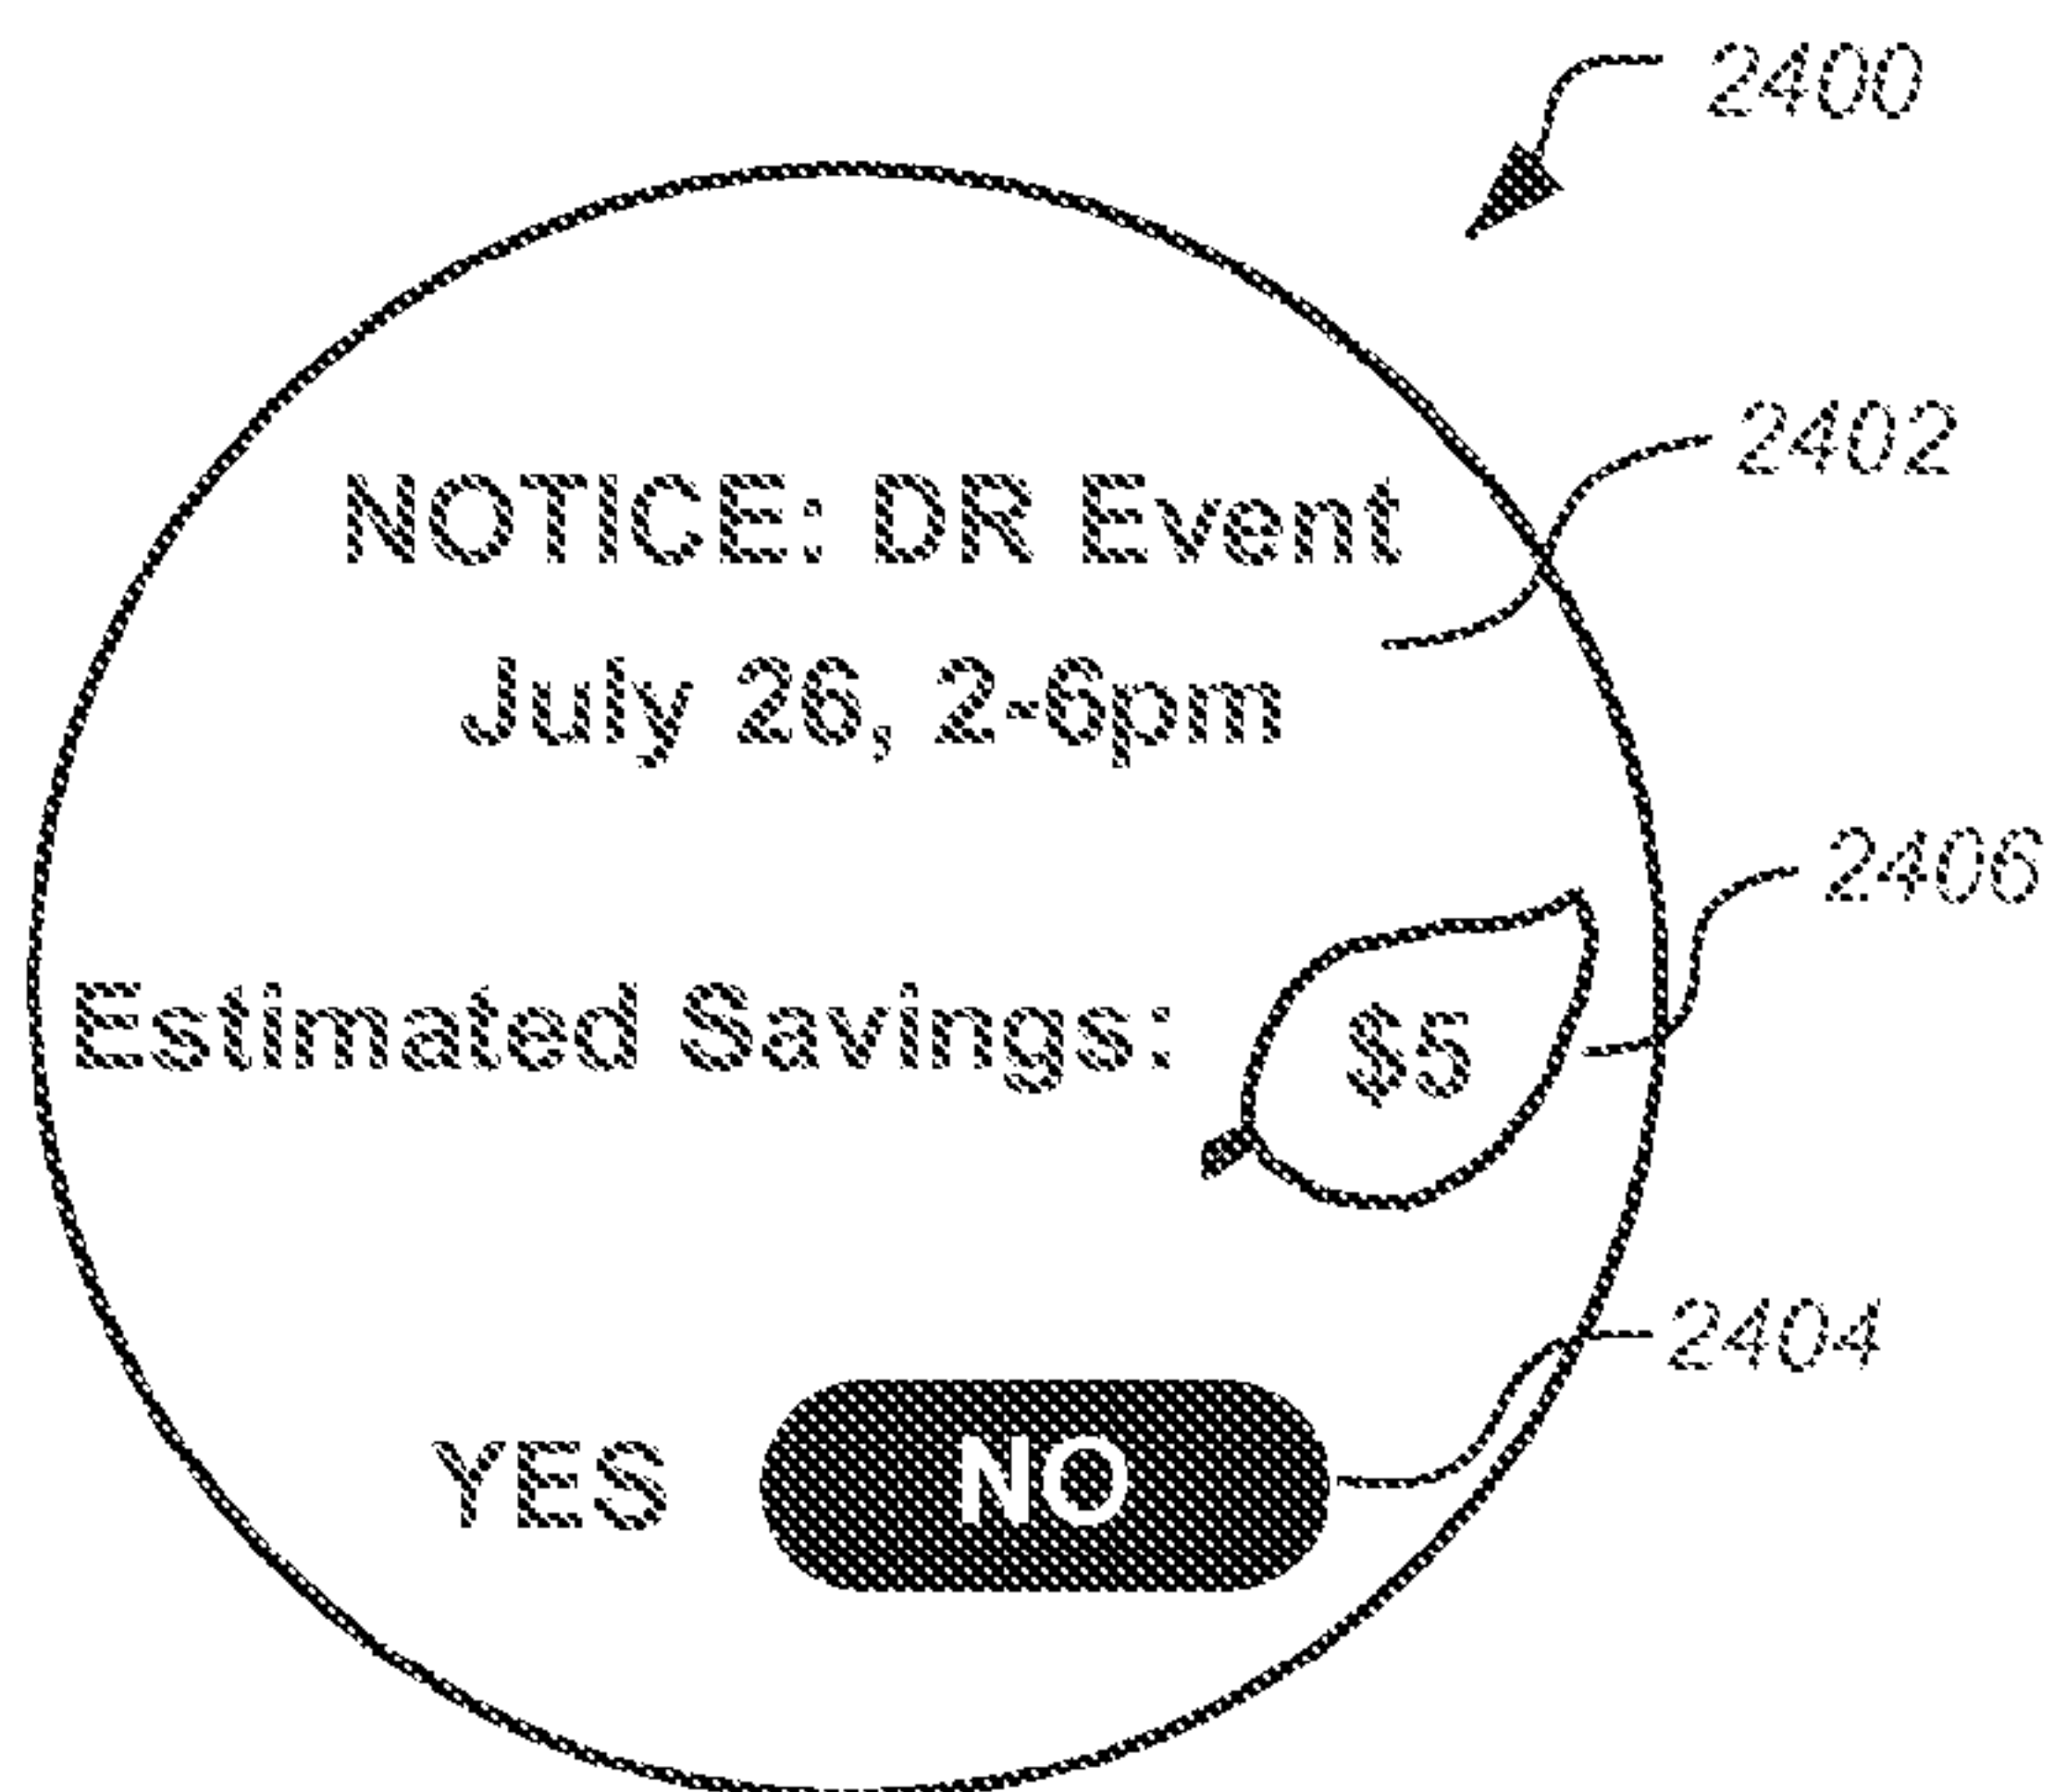 2400
2402
NOTICE: DR Event
July 26, 2-6pm
2406
Estimated Savings: $5
2404
YES NO